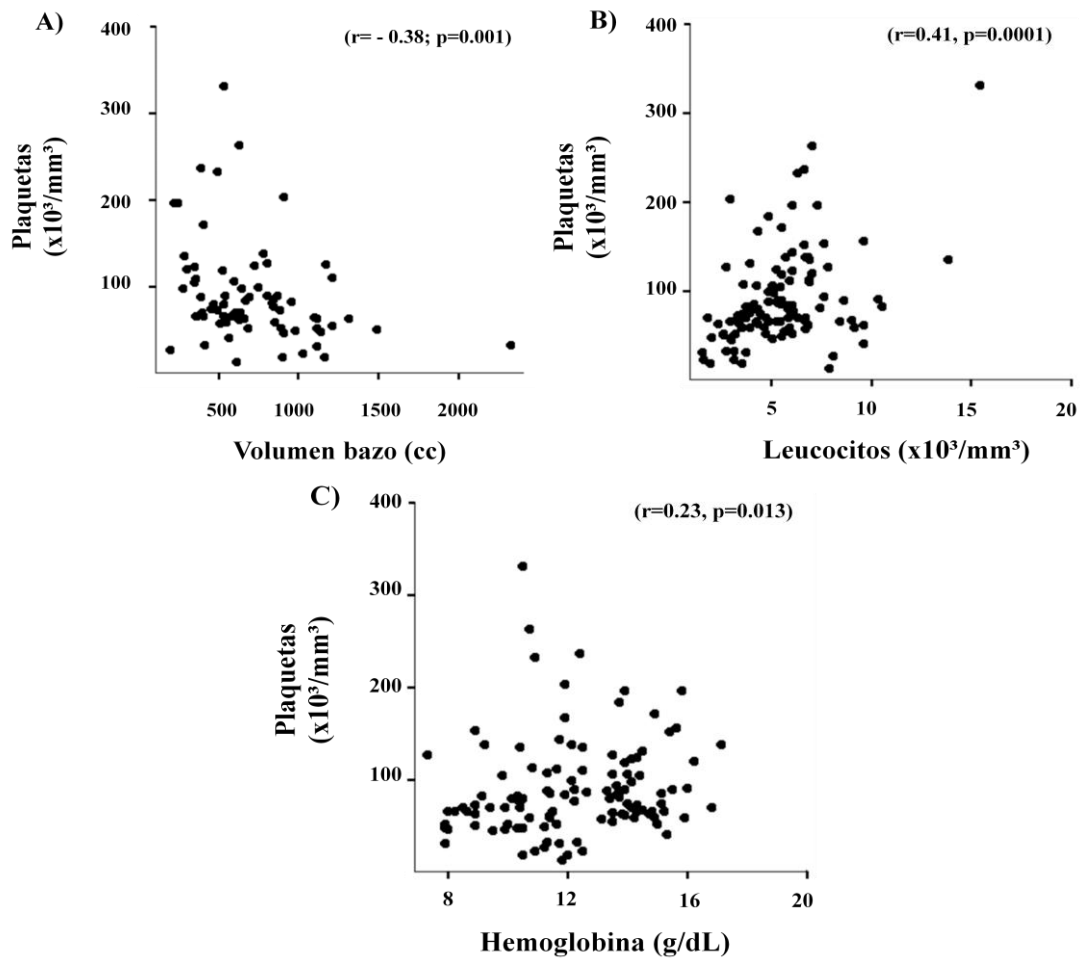 A)
(r= - 0.38; p=0.001)
Plaquetas
(x10³/mm³)
400
300
200
100
500
1000
1500
2000
Volumen bazo (cc)
B)
(r=0.41, p=0.0001)
Plaquetas
(x10³/mm³)
400
300
200
100
5
10
15
20
Leucocitos (x10³/mm³)
C)
(r=0.23, p=0.013)
Plaquetas
(x10³/mm³)
400
300
200
100
8
12
16
20
Hemoglobina (g/dL)